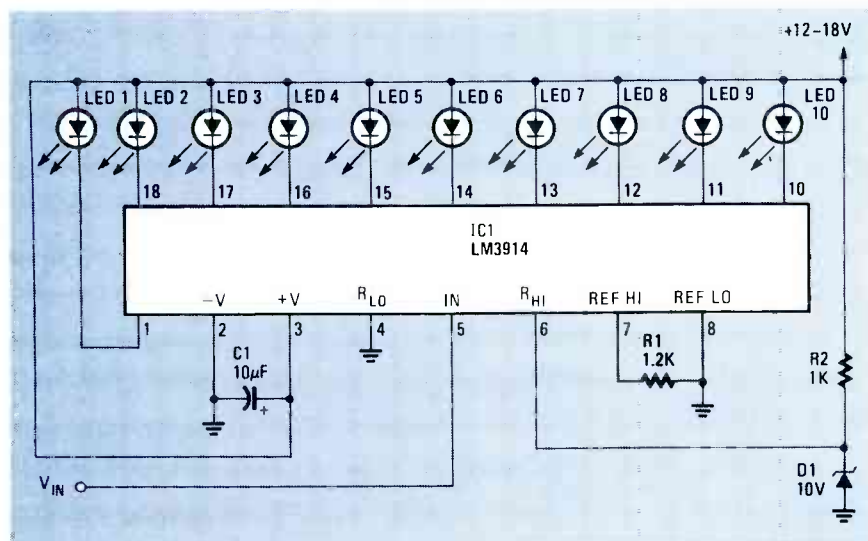 +12-18V
LED 1
LED 2
LED 3
LED 4
LED 5
LED 6
LED 7
LED 8
LED 9
LED
10
18
17
16
15
14
13
12
11
10
IC1
LM3914
-V
+V
RLO
IN
RHI
REF HI
REF LO
1
2
3
4
5
6
7
8
C1
10µF
+
R1
1.2K
R2
1K
D1
10V
VIN